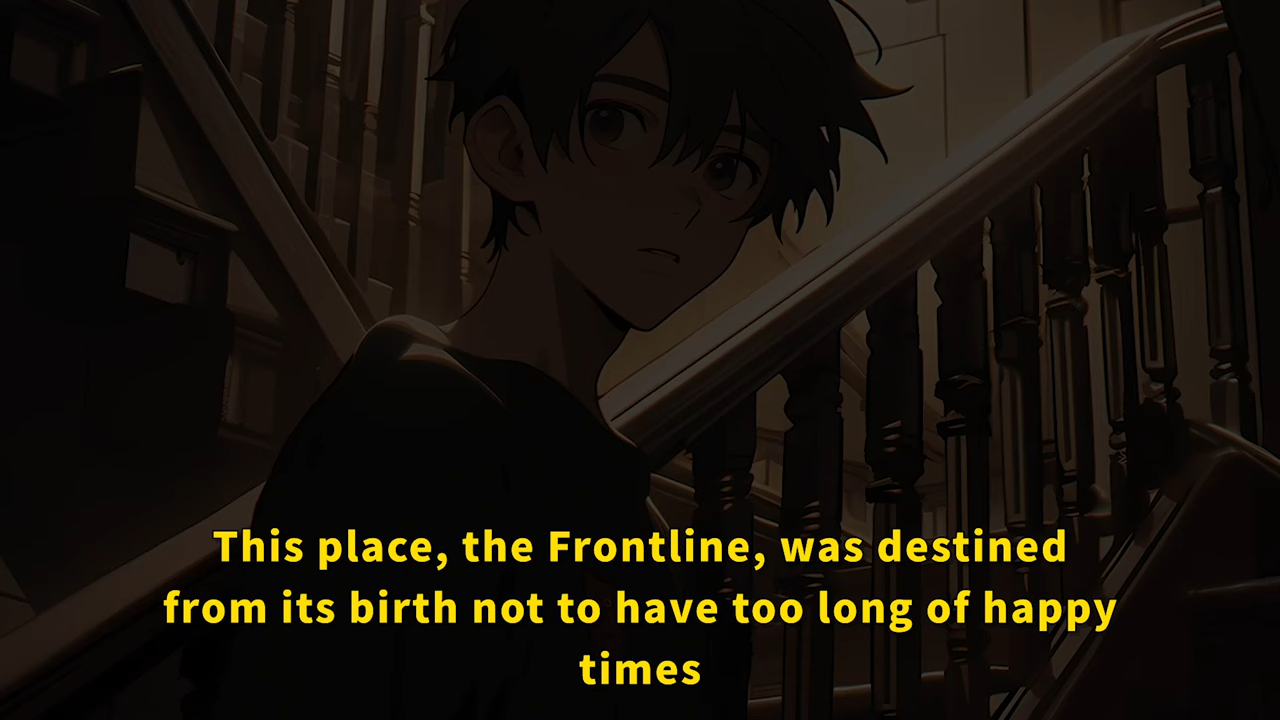 This place, the Frontline, was destined
from its birth not to have too long of happy
times